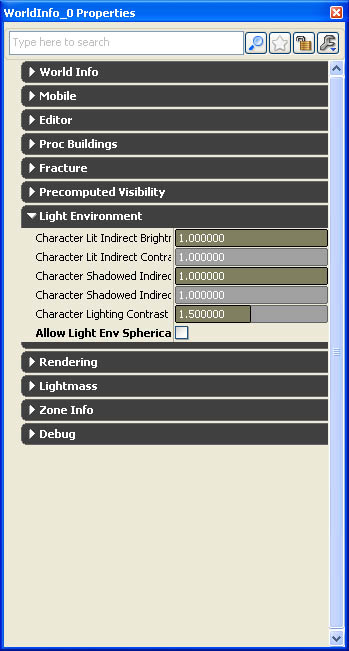 WorldInfo_0 Properties
Type here to search
World Info
Mobile
Editor
Proc Buildings
Fracture
Precomputed Visibility
Light Environment
Character Lit Indirect Brightr 1.000000
Character Lit Indirect Contra 1.000000
Character Shadowed Indirec 1.000000
Character Shadowed Indirec 1.000000
Character Lighting Contrast 1.500000
Allow Light Env Spherica
Rendering
Lightmass
Zone Info
Debug